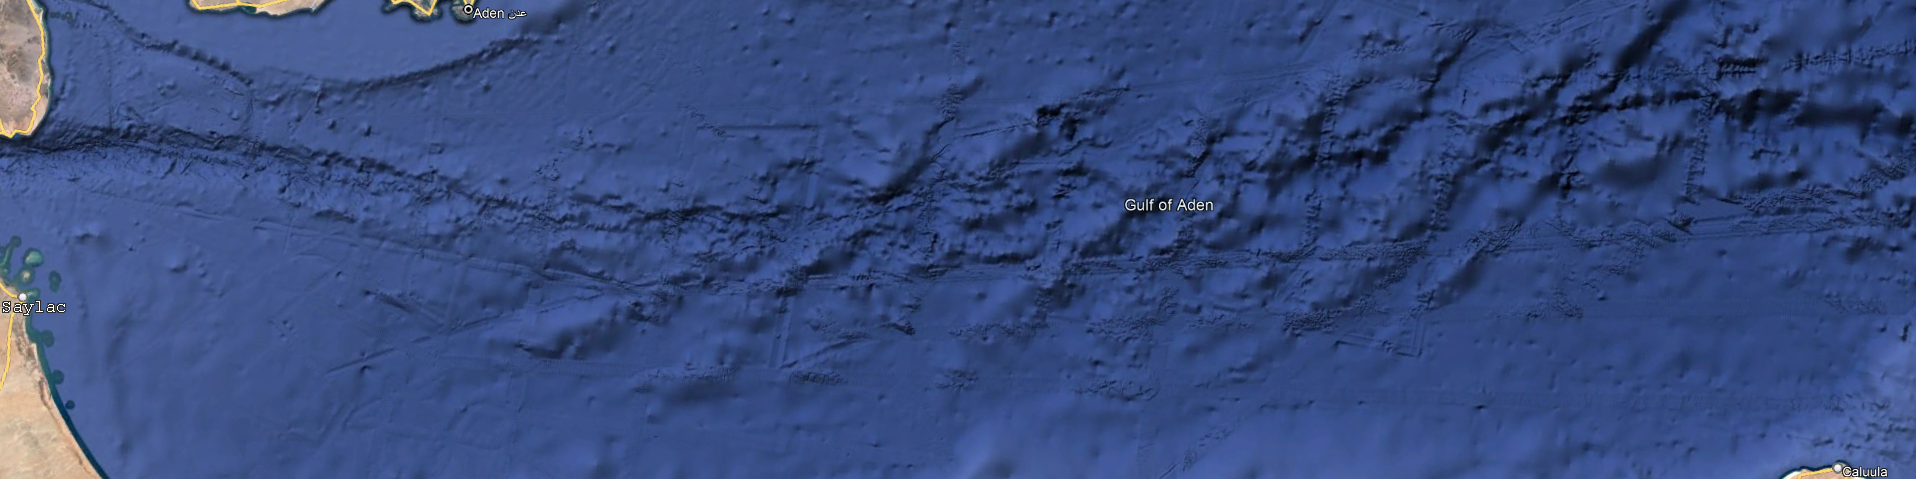 Aden عدن
Gulf of Aden
Saylac
Caluula